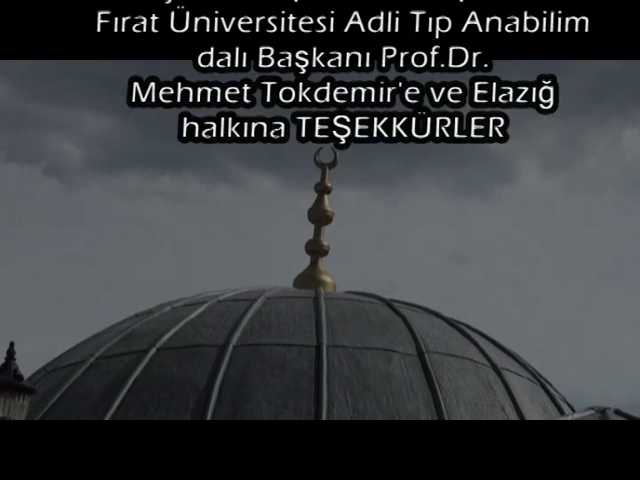 Fırat Üniversitesi Adli Tıp Anabilim
dalı Başkanı Prof.Dr.
Mehmet Tokdemir'e ve Elazığ
halkına TEŞEKKÜRLER